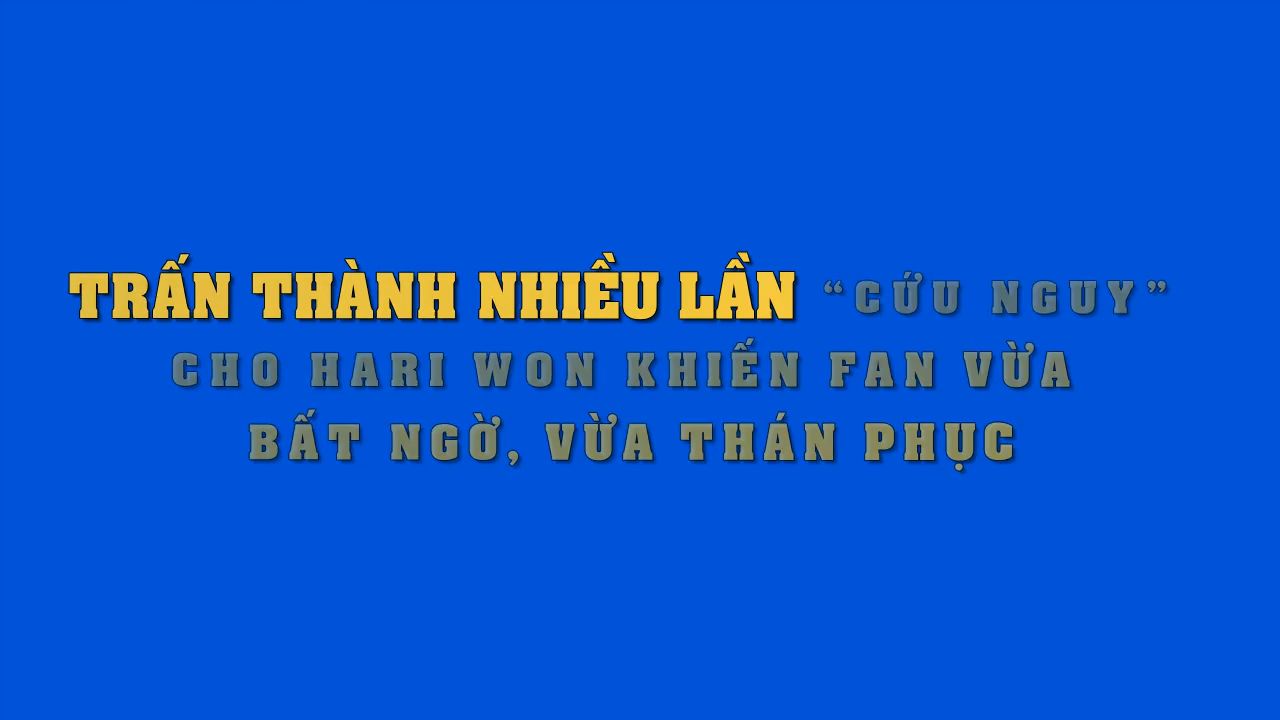 TRẤN THÀNH NHIỀU LẦN “CỨU NGUY”
CHO HARI WON KHIẾN FAN VỪA
BẤT NGỜ, VỪA THÁN PHỤC